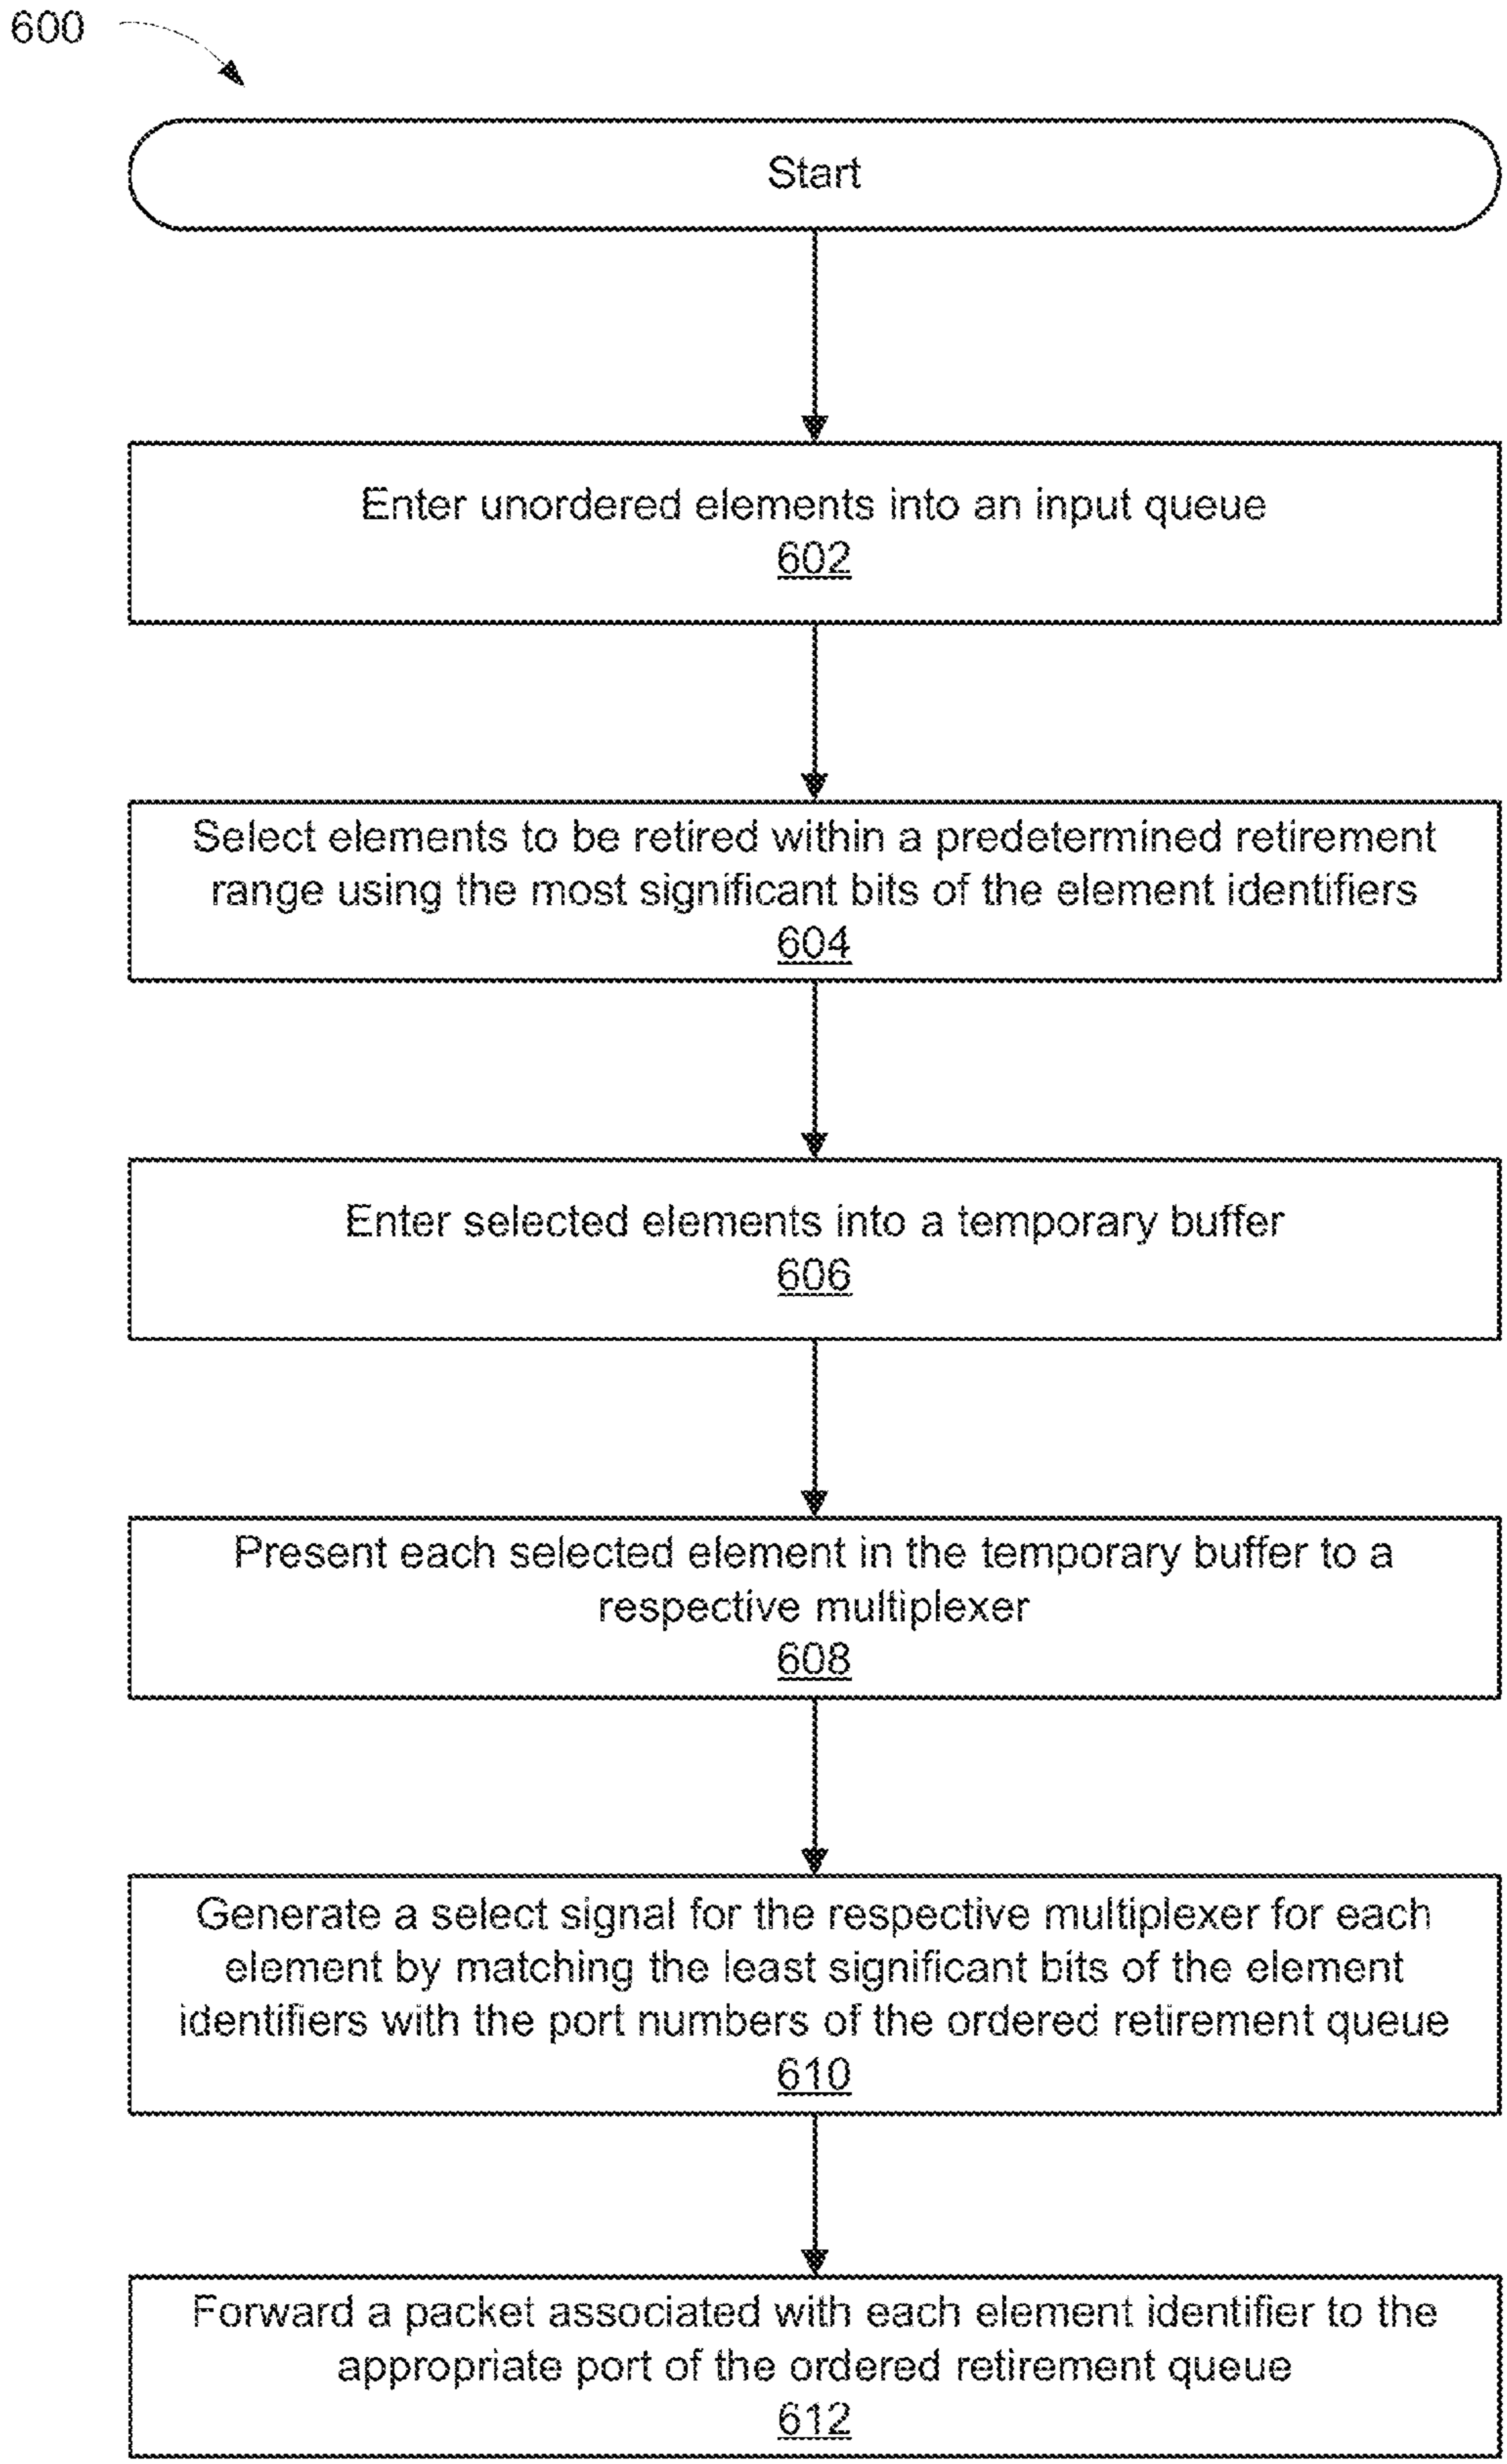 600
Start
Enter unordered elements into an input queue
602
Select elements to be retired within a predetermined retirement
range using the most significant bits of the element identifiers
604
Enter selected elements into a temporary buffer
606
Present each selected element in the temporary buffer to a
respective multiplexer
608
Generate a select signal for the respective multiplexer for each
element by matching the least significant bits of the element
identifiers with the port numbers of the ordered retirement queue
610
Forward a packet associated with each element identifier to the
appropriate port of the ordered retirement queue
612